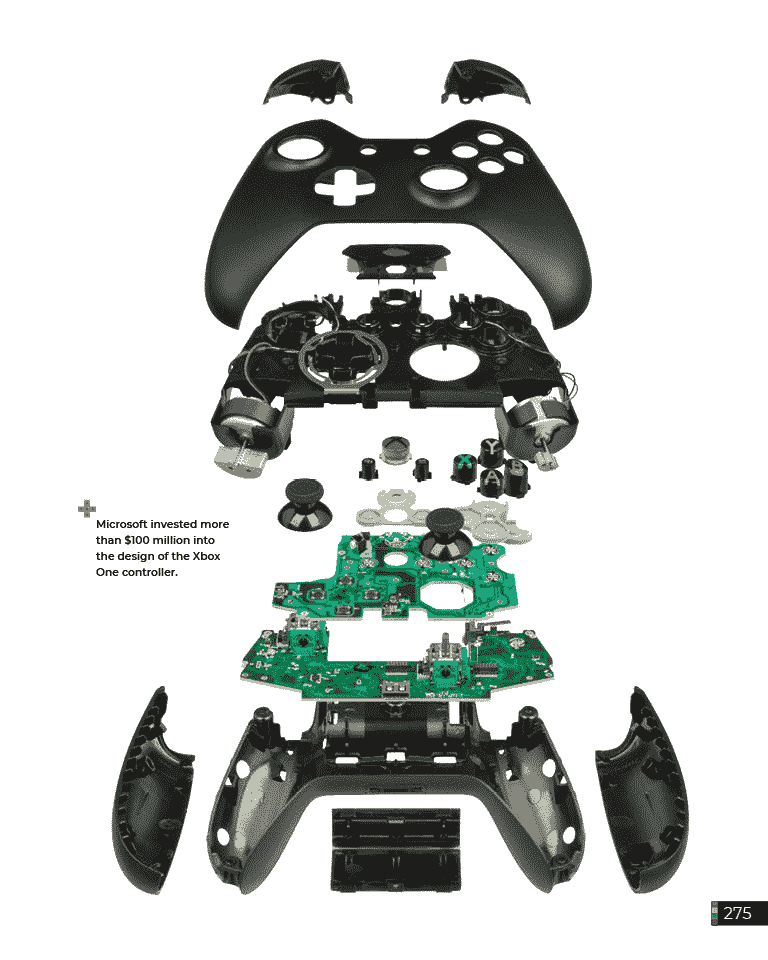 Y
X
B
A
Microsoft invested more
than $100 million into
the design of the Xbox
One controller.
275